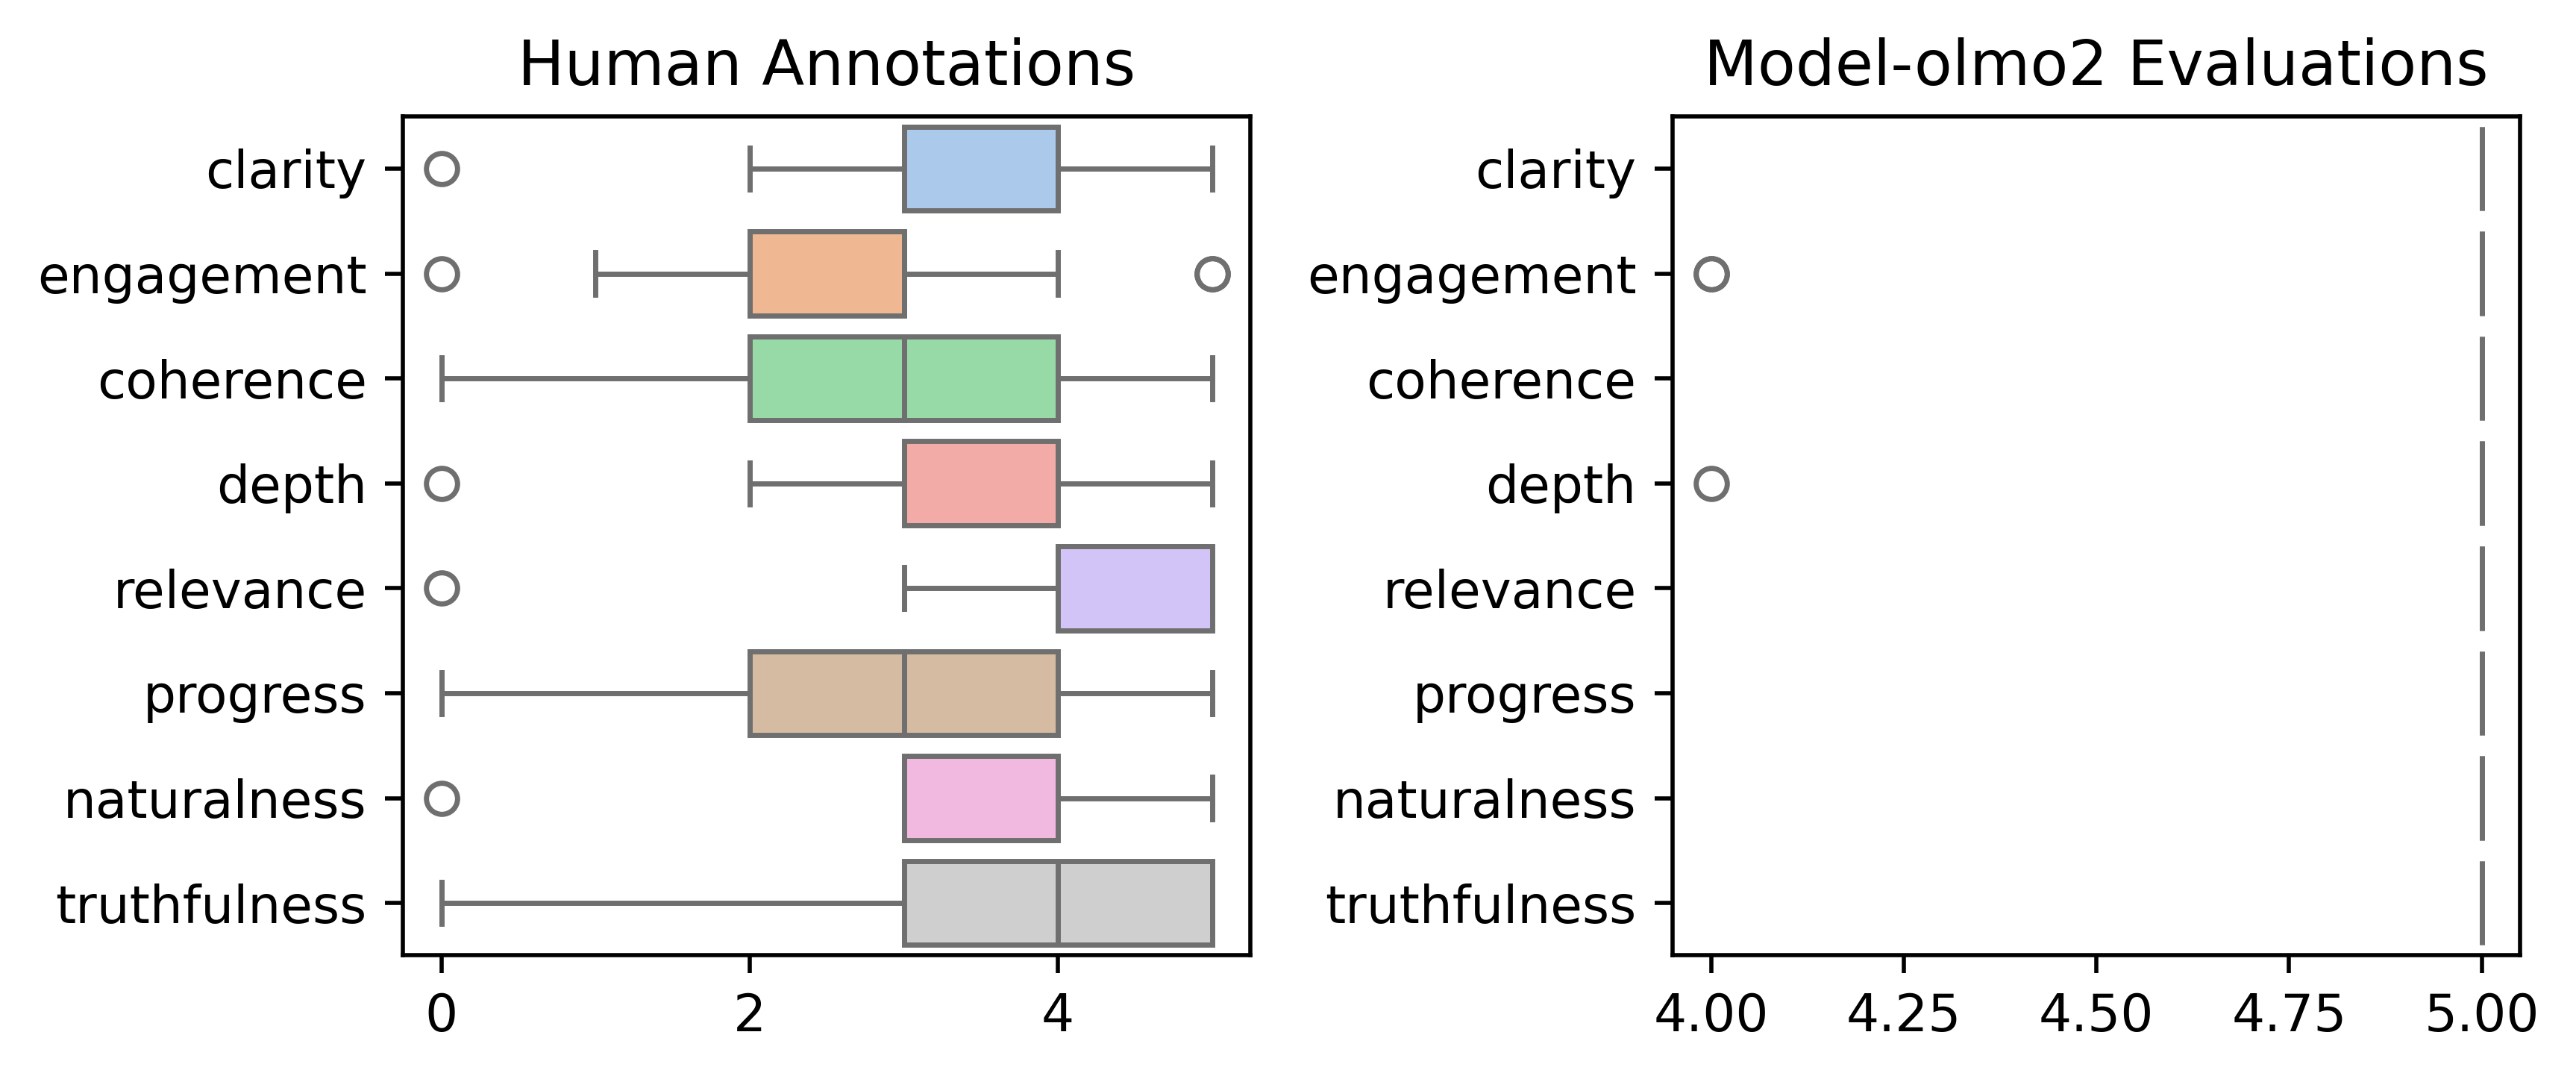 Human Annotations
clarity
engagement
coherence
depth
relevance
progress
naturalness
truthfulness
0 2 4
Model-olmo2 Evaluations
clarity
engagement
coherence
depth
relevance
progress
naturalness
truthfulness
4.00 4.25 4.50 4.75 5.00